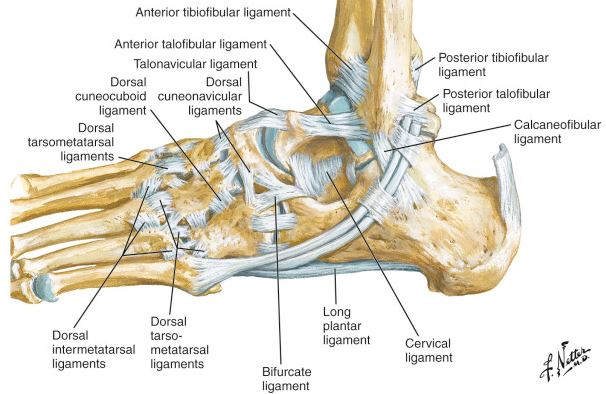 Anterior tibiofibular ligament
Anterior talofibular ligament
Talonavicular ligament
Dorsal
cuneocuboid
ligament
Dorsal
cuneonavicular
ligaments
Dorsal
tarsometatarsal
ligaments
Posterior tibiofibular
ligament
Posterior talofibular
ligament
Calcaneofibular
ligament
Dorsal
intermetatarsal
ligaments
Dorsal
tarso-
metatarsal
ligaments
Bifurcate
ligament
Long
plantar
ligament
Cervical
ligament
F. Netter
M.D.